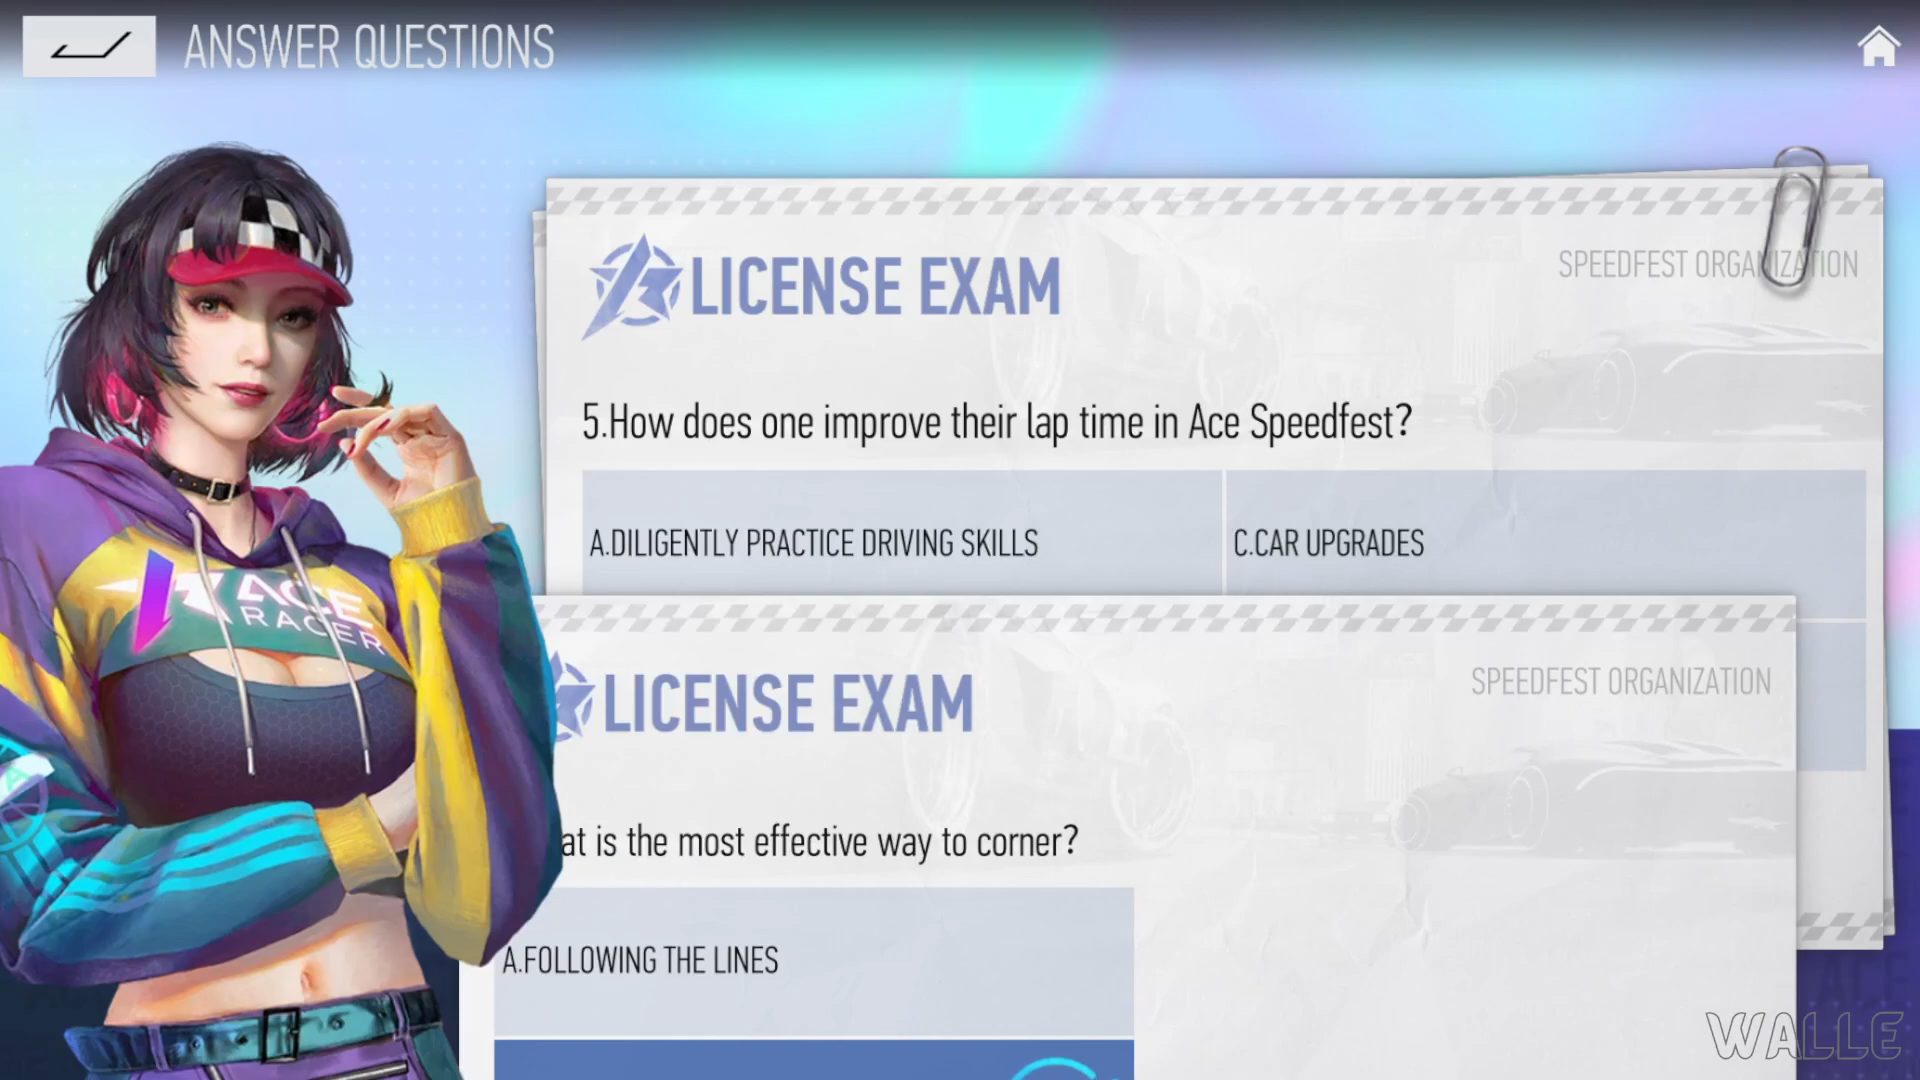 ANSWER QUESTIONS
LICENSE EXAM
SPEEDFEST ORGANIZATION
5.How does one improve their lap time in Ace Speedfest?
A.DILIGENTLY PRACTICE DRIVING SKILLS
C.CAR UPGRADES
ACE
RACER
LICENSE EXAM
SPEEDFEST ORGANIZATION
at is the most effective way to corner?
A.FOLLOWING THE LINES
WALLE